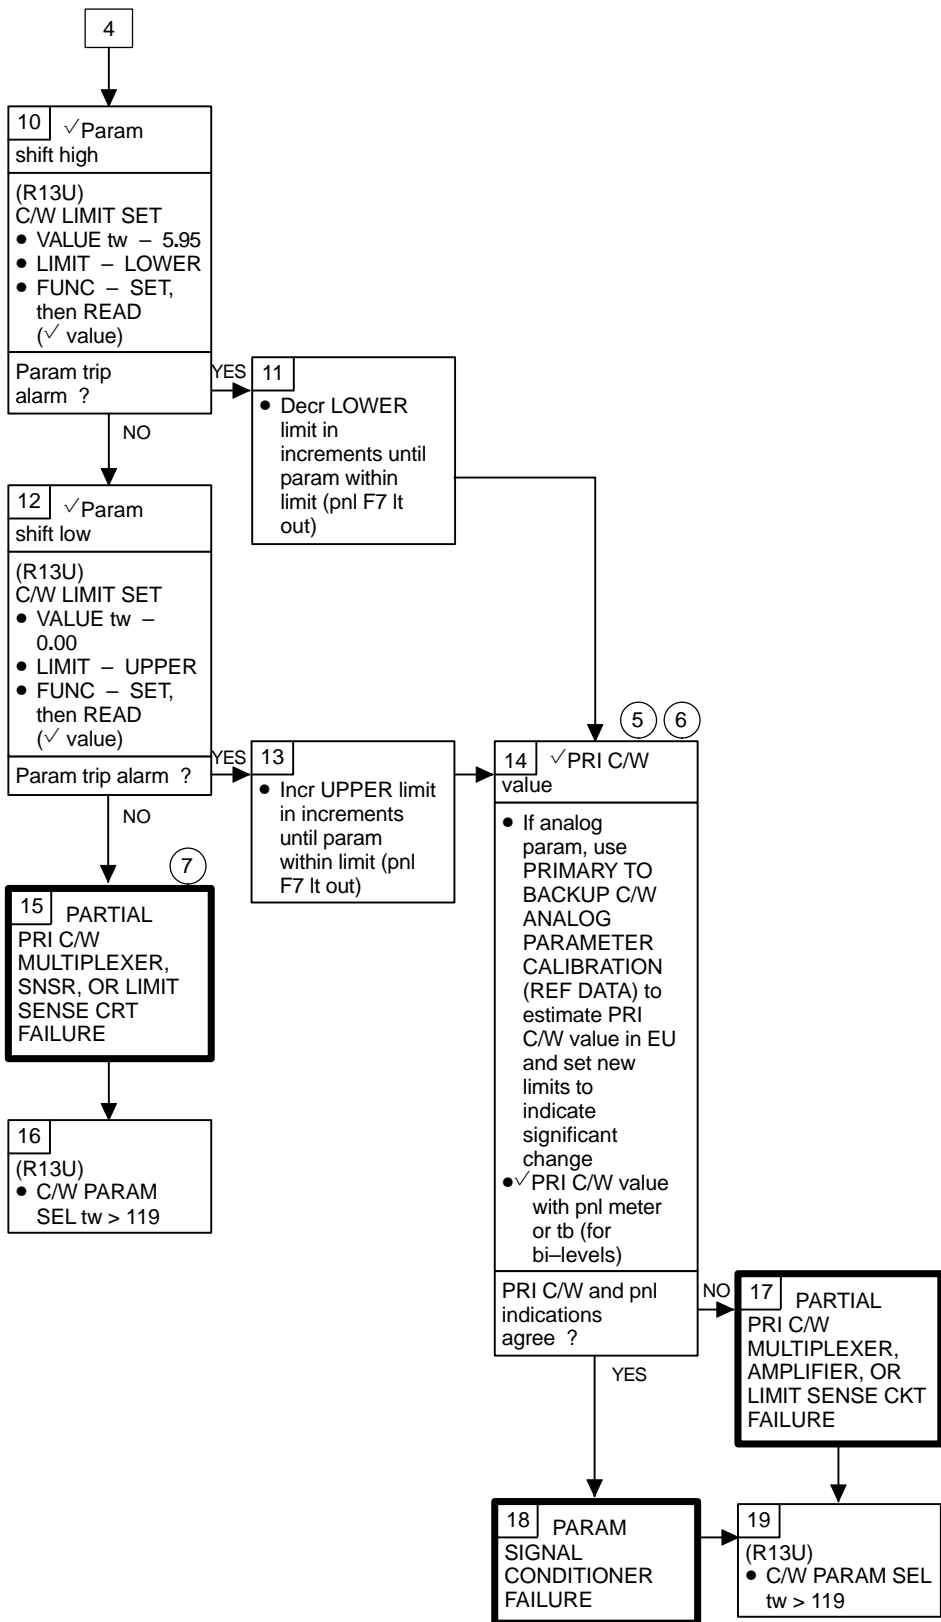 4
10 √Param
shift high
(R13U)
C/W LIMIT SET
● VALUE tw – 5.95
● LIMIT – LOWER
● FUNC – SET,
then READ
(√ value)
Param trip
alarm ?
YES
NO
11
● Decr LOWER
limit in
increments until
param within
limit (pnl F7 lt
out)
12 √Param
shift low
(R13U)
C/W LIMIT SET
● VALUE tw –
0.00
● LIMIT – UPPER
● FUNC – SET,
then READ
(√ value)
Param trip alarm ?
YES
NO
13
● Incr UPPER limit
in increments
until param
within limit (pnl
F7 lt out)
5 6
14 √PRI C/W
value
● If analog
param, use
PRIMARY TO
BACKUP C/W
ANALOG
PARAMETER
CALIBRATION
(REF DATA) to
estimate PRI
C/W value in EU
and set new
limits to
indicate
significant
change
●√PRI C/W value
with pnl meter
or tb (for
bi–levels)
PRI C/W and pnl
indications
agree ?
NO
YES
7
15 PARTIAL
PRI C/W
MULTIPLEXER,
SNSR, OR LIMIT
SENSE CRT
FAILURE
16
(R13U)
● C/W PARAM
SEL tw > 119
17 PARTIAL
PRI C/W
MULTIPLEXER,
AMPLIFIER, OR
LIMIT SENSE CKT
FAILURE
18 PARAM
SIGNAL
CONDITIONER
FAILURE
19
(R13U)
● C/W PARAM SEL
tw > 119